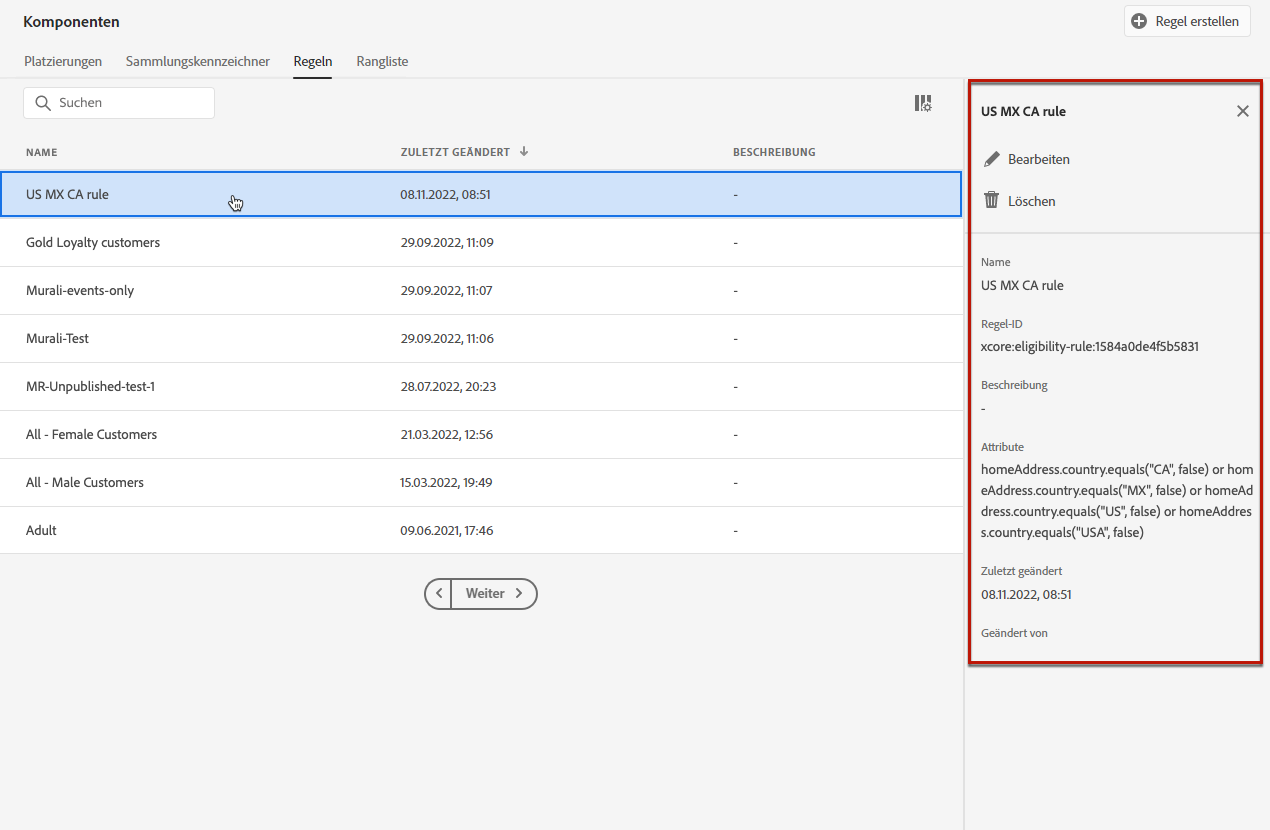 Komponenten
Regel erstellen
Platzierungen Sammlungskennzeichner Regeln Rangliste
Suchen
NAME ZULETZT GEÄNDERT BESCHREIBUNG
US MX CA rule 08.11.2022, 08:51 -
Gold Loyalty customers 29.09.2022, 11:09 -
Murali-events-only 29.09.2022, 11:07 -
Murali-Test 29.09.2022, 11:06 -
MR-Unpublished-test-1 28.07.2022, 20:23 -
All - Female Customers 21.03.2022, 12:56 -
All - Male Customers 15.03.2022, 19:49 -
Adult 09.06.2021, 17:46 -
Weiter
US MX CA rule
Bearbeiten
Löschen
Name
US MX CA rule
Regel-ID
xcore:eligibility-rule:1584a0de4f5b5831
Beschreibung
-
Attribute
homeAddress.country.equals("CA", false) or hom
eAddress.country.equals("MX", false) or homeAd
dress.country.equals("US", false) or homeAddres
s.country.equals("USA", false)
Zuletzt geändert
08.11.2022, 08:51
Geändert von